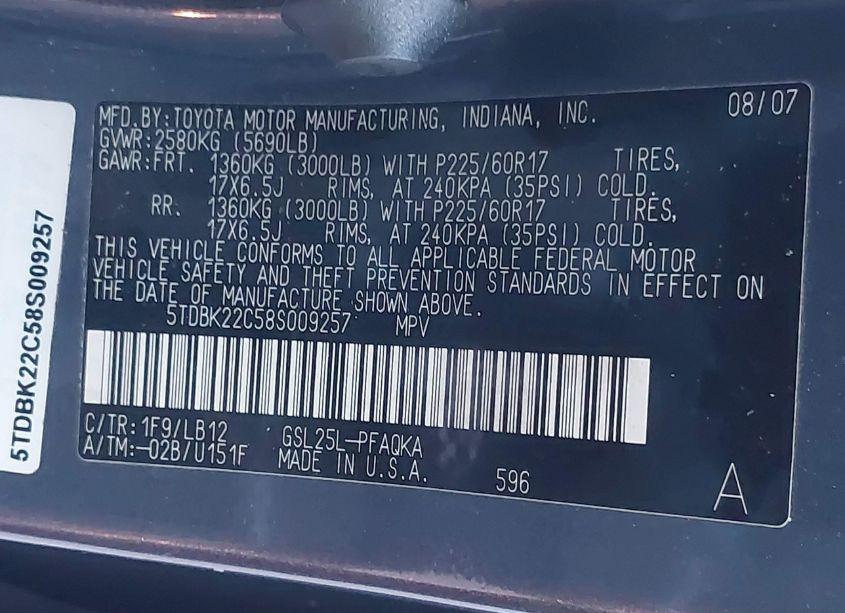 MFD.BY:TOYOTA MOTOR MANUFACTURING, INDIANA, INC. 08/07
GVWR:2580KG (5690LB)
GAWR:FRT. 1360KG (3000LB) WITH P225/60R17 TIRES,
17X6.5J RIMS, AT 240KPA (35PSI) COLD.
RR. 1360KG (3000LB) WITH P225/60R17 TIRES,
17X6.5J RIMS, AT 240KPA (35PSI) COLD.
THIS VEHICLE CONFORMS TO ALL APPLICABLE FEDERAL MOTOR
VEHICLE SAFETY AND THEFT PREVENTION STANDARDS IN EFFECT ON
THE DATE OF MANUFACTURE SHOWN ABOVE.
5TDBK22C58S009257 MPV
C/TR:1F9/LB12 GSL25L-PFAQKA
A/TM:-02B/U151F MADE IN U.S.A. 596 A
5TDBK22C58S009257